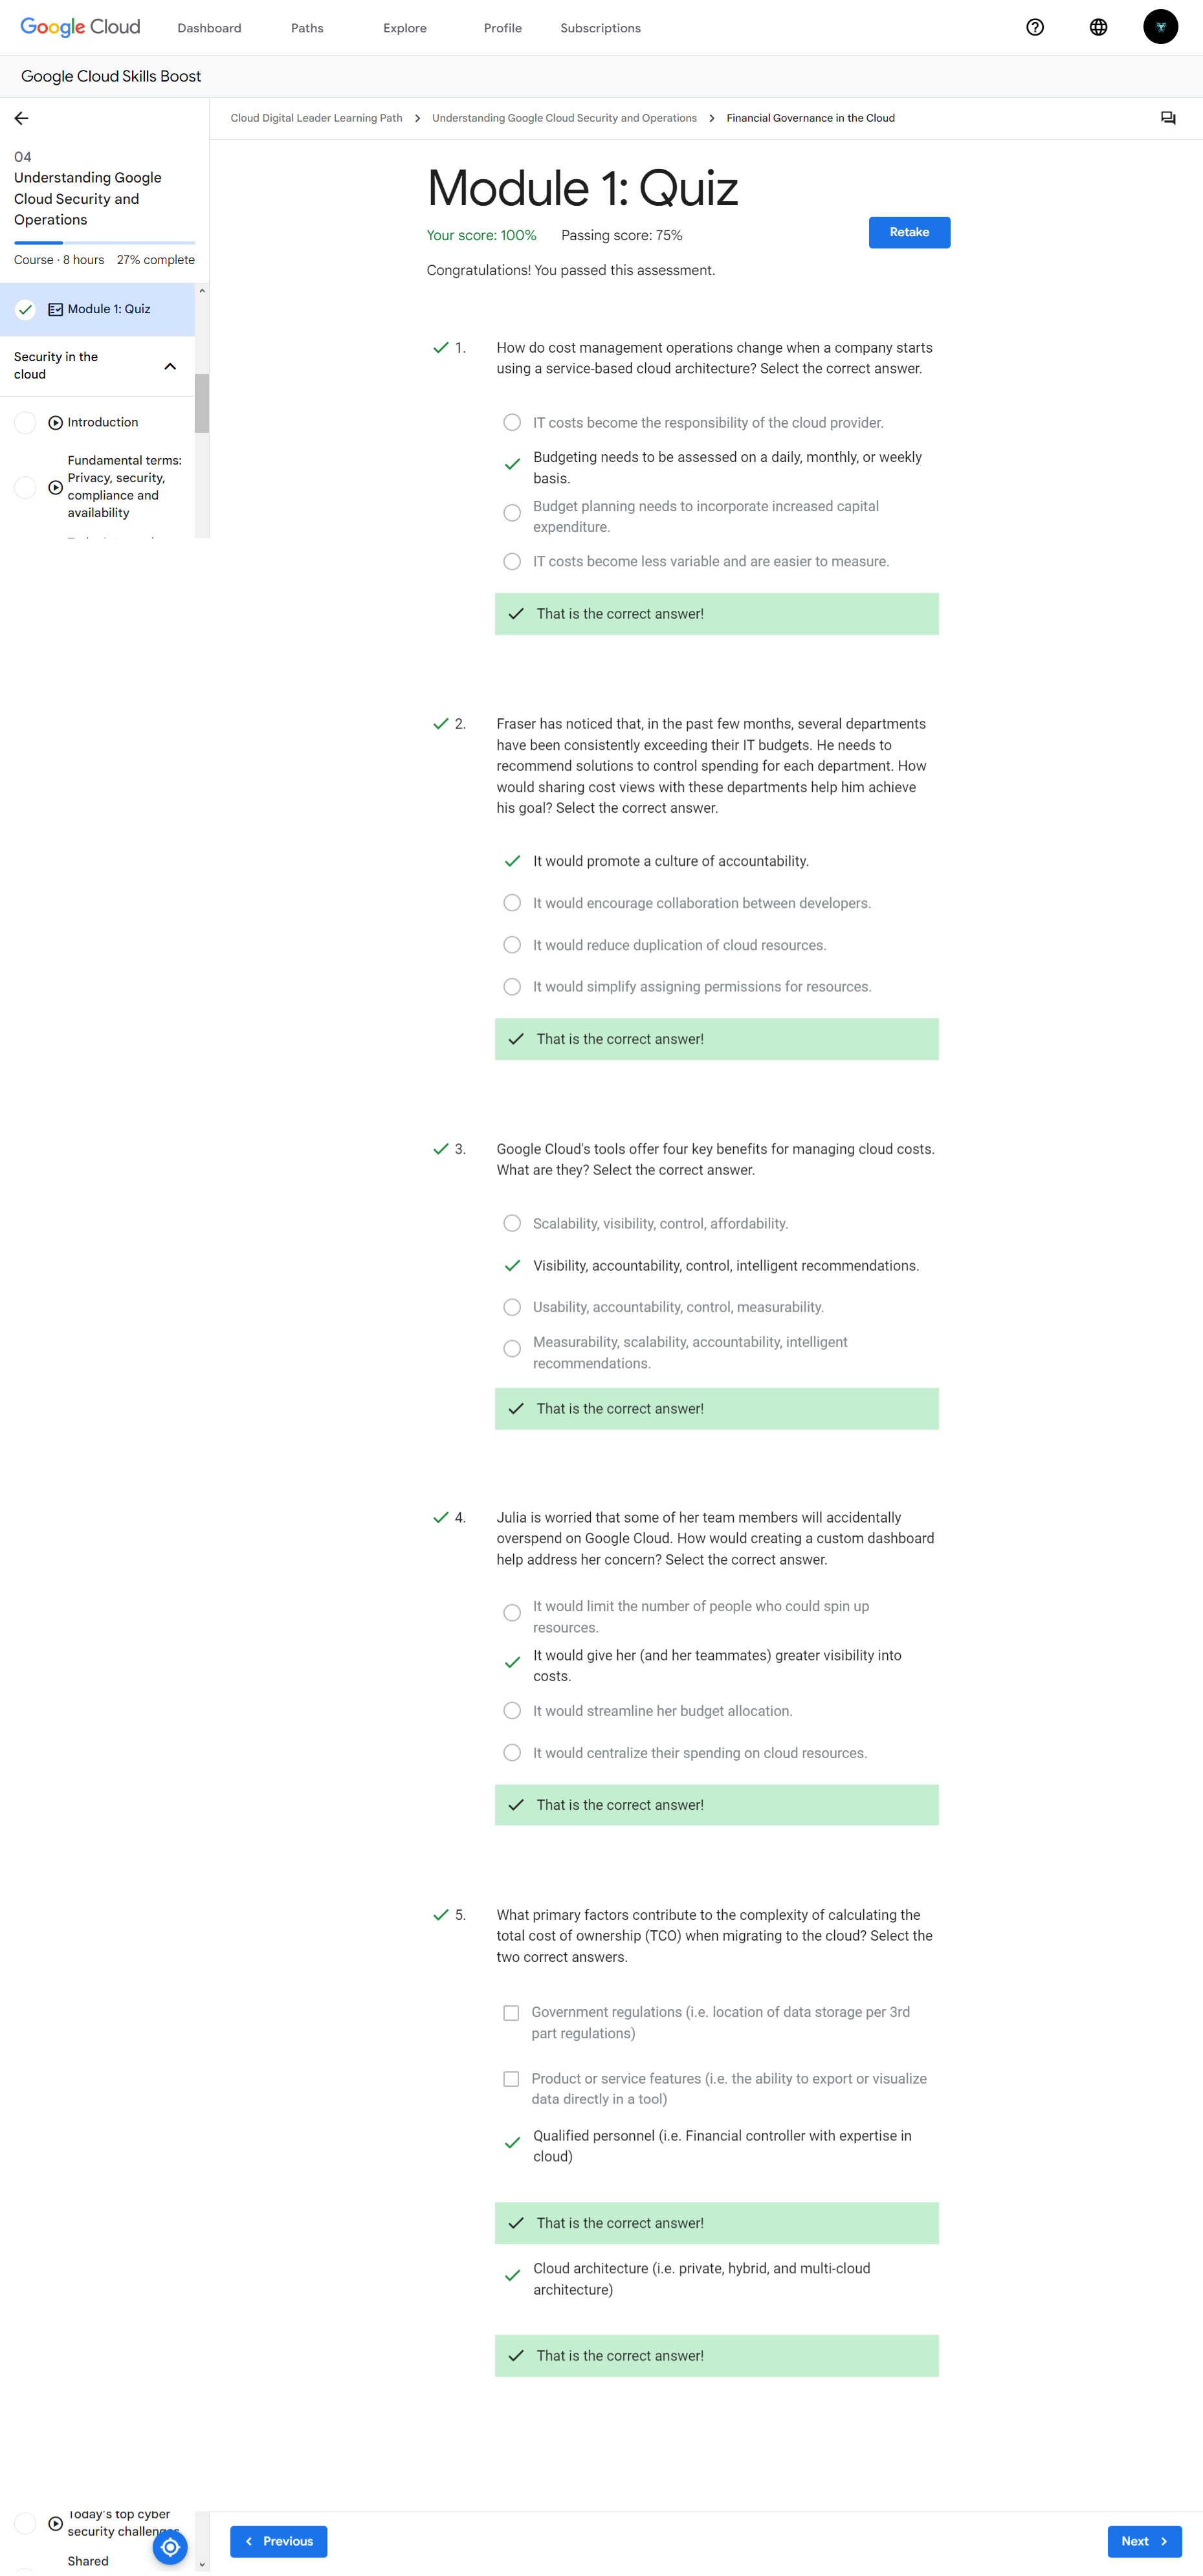 Google Cloud
Dashboard
Paths
Explore
Profile
Subscriptions
Google Cloud Skills Boost
Cloud Digital Leader Learning Path
Understanding Google Cloud Security and Operations
Financial Governance in the Cloud
04
Understanding Google
Cloud Security and
Operations
Course · 8 hours
27% complete
Module 1: Quiz
Security in the
cloud
Introduction
Fundamental terms:
Privacy, security,
compliance and
availability
Module 1: Quiz
Your score: 100%
Passing score: 75%
Retake
Congratulations! You passed this assessment.
1.
How do cost management operations change when a company starts
using a service-based cloud architecture? Select the correct answer.
IT costs become the responsibility of the cloud provider.
Budgeting needs to be assessed on a daily, monthly, or weekly
basis.
Budget planning needs to incorporate increased capital
expenditure.
IT costs become less variable and are easier to measure.
That is the correct answer!
2.
Fraser has noticed that, in the past few months, several departments
have been consistently exceeding their IT budgets. He needs to
recommend solutions to control spending for each department. How
would sharing cost views with these departments help him achieve
his goal? Select the correct answer.
It would promote a culture of accountability.
It would encourage collaboration between developers.
It would reduce duplication of cloud resources.
It would simplify assigning permissions for resources.
That is the correct answer!
3.
Google Cloud's tools offer four key benefits for managing cloud costs.
What are they? Select the correct answer.
Scalability, visibility, control, affordability.
Visibility, accountability, control, intelligent recommendations.
Usability, accountability, control, measurability.
Measurability, scalability, accountability, intelligent
recommendations.
That is the correct answer!
4.
Julia is worried that some of her team members will accidentally
overspend on Google Cloud. How would creating a custom dashboard
help address her concern? Select the correct answer.
It would limit the number of people who could spin up
resources.
It would give her (and her teammates) greater visibility into
costs.
It would streamline her budget allocation.
It would centralize their spending on cloud resources.
That is the correct answer!
5.
What primary factors contribute to the complexity of calculating the
total cost of ownership (TCO) when migrating to the cloud? Select the
two correct answers.
Government regulations (i.e. location of data storage per 3rd
part regulations)
Product or service features (i.e. the ability to export or visualize
data directly in a tool)
Qualified personnel (i.e. Financial controller with expertise in
cloud)
That is the correct answer!
Cloud architecture (i.e. private, hybrid, and multi-cloud
architecture)
That is the correct answer!
Today's top cyber
security challenges
Shared
Previous
Next